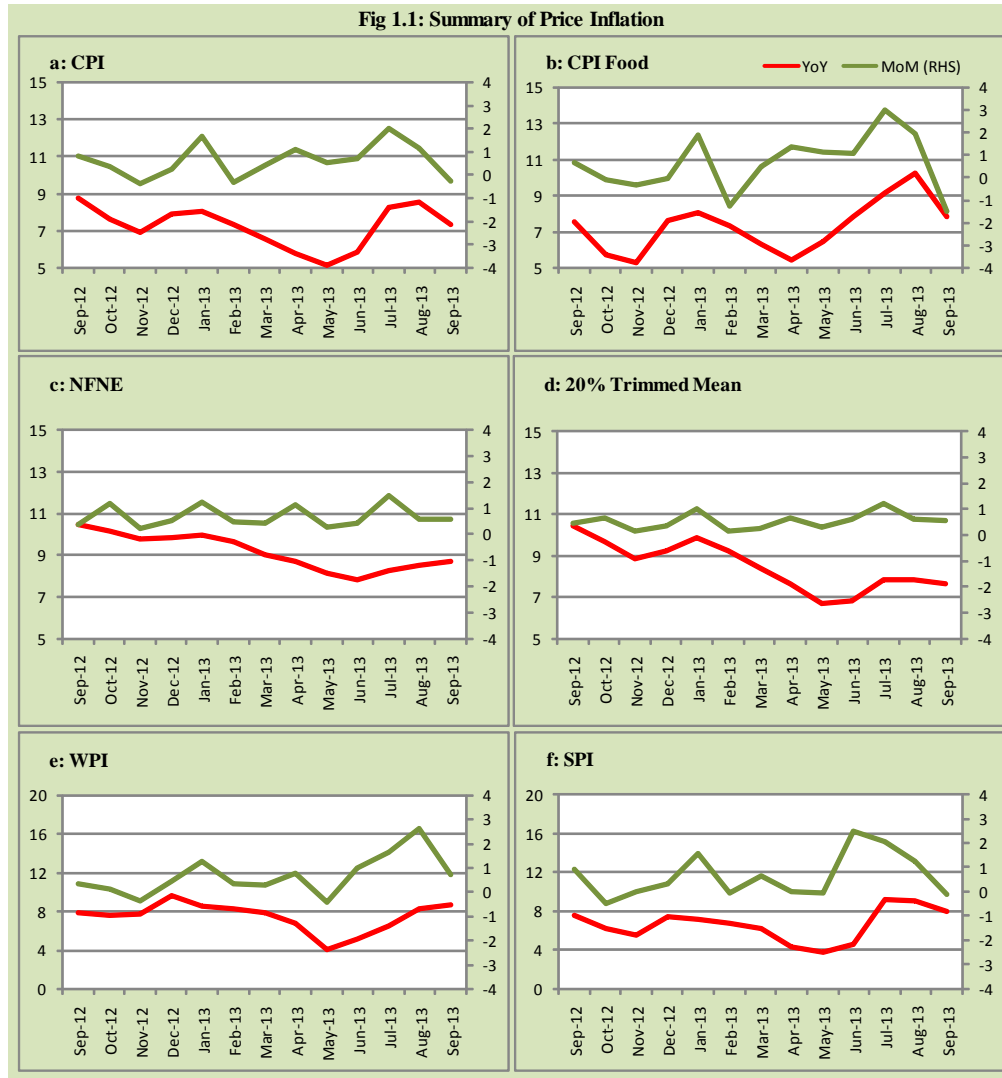 Fig 1.1: Summary of Price Inflation
a: CPI
15
13
11
9
7
5
4
3
2
1
0
-1
-2
-3
-4
Sep-12
Oct-12
Nov-12
Dec-12
Jan-13
Feb-13
Mar-13
Apr-13
May-13
Jun-13
Jul-13
Aug-13
Sep-13
b: CPI Food
YoY
MoM (RHS)
15
13
11
9
7
5
4
3
2
1
0
-1
-2
-3
-4
Sep-12
Oct-12
Nov-12
Dec-12
Jan-13
Feb-13
Mar-13
Apr-13
May-13
Jun-13
Jul-13
Aug-13
Sep-13
c: NFNE
15
13
11
9
7
5
4
3
2
1
0
-1
-2
-3
-4
Sep-12
Oct-12
Nov-12
Dec-12
Jan-13
Feb-13
Mar-13
Apr-13
May-13
Jun-13
Jul-13
Aug-13
Sep-13
d: 20% Trimmed Mean
15
13
11
9
7
5
4
3
2
1
0
-1
-2
-3
-4
Sep-12
Oct-12
Nov-12
Dec-12
Jan-13
Feb-13
Mar-13
Apr-13
May-13
Jun-13
Jul-13
Aug-13
Sep-13
e: WPI
20
16
12
8
4
0
4
3
2
1
0
-1
-2
-3
-4
Sep-12
Oct-12
Nov-12
Dec-12
Jan-13
Feb-13
Mar-13
Apr-13
May-13
Jun-13
Jul-13
Aug-13
Sep-13
f: SPI
20
16
12
8
4
0
4
3
2
1
0
-1
-2
-3
-4
Sep-12
Oct-12
Nov-12
Dec-12
Jan-13
Feb-13
Mar-13
Apr-13
May-13
Jun-13
Jul-13
Aug-13
Sep-13